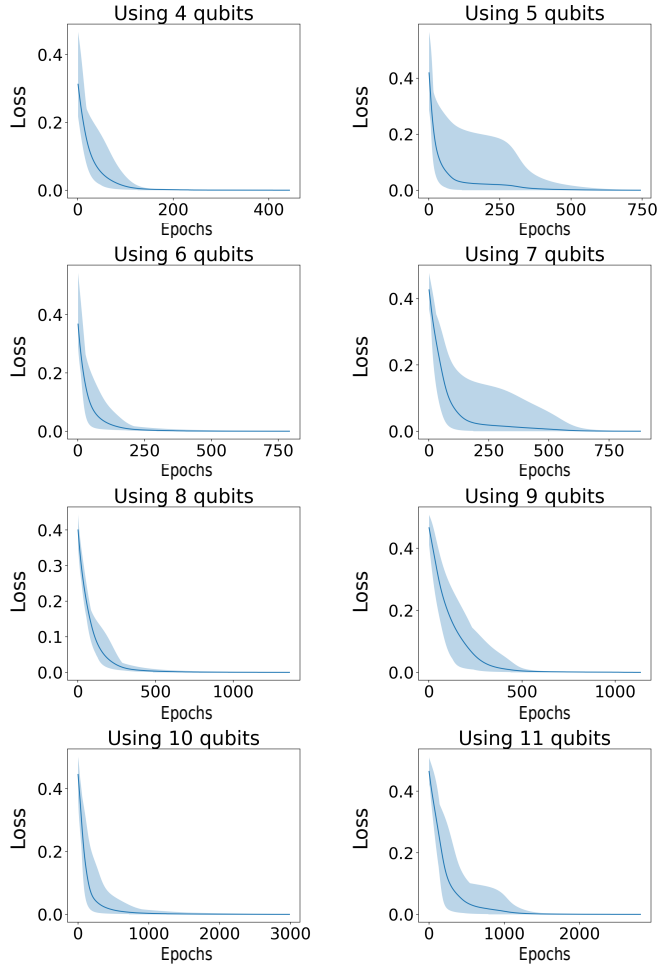 Using 4 qubits
Loss
0.4
0.2
0.0
0
200
400
Epochs
Using 5 qubits
Loss
0.4
0.2
0.0
0
250
500
750
Epochs
Using 6 qubits
Loss
0.4
0.2
0.0
0
250
500
750
Epochs
Using 7 qubits
Loss
0.4
0.2
0.0
0
250
500
750
Epochs
Using 8 qubits
Loss
0.4
0.3
0.2
0.1
0.0
0
500
1000
Epochs
Using 9 qubits
Loss
0.4
0.2
0.0
0
500
1000
Epochs
Using 10 qubits
Loss
0.4
0.2
0.0
0
1000
2000
3000
Epochs
Using 11 qubits
Loss
0.4
0.2
0.0
0
1000
2000
Epochs